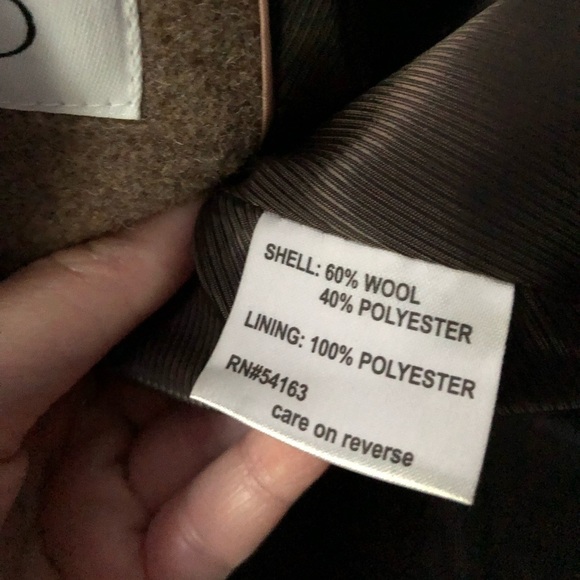 SHELL: 60% WOOL
40% POLYESTER
LINING: 100% POLYESTER
RN#54163
care on reverse